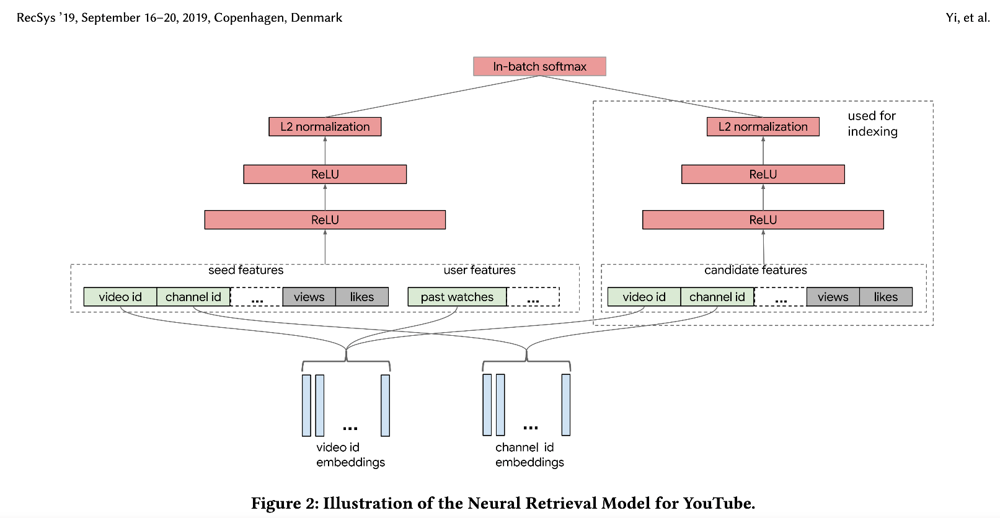 RecSys ’19, September 16–20, 2019, Copenhagen, Denmark
Yi, et al.
In-batch softmax
used for
indexing
L2 normalization
L2 normalization
ReLU
ReLU
ReLU
ReLU
seed features
user features
candidate features
video id
channel id
...
views
likes
past watches
...
video id
channel id
...
views
likes
...
...
video id
embeddings
channel id
embeddings
Figure 2: Illustration of the Neural Retrieval Model for YouTube.